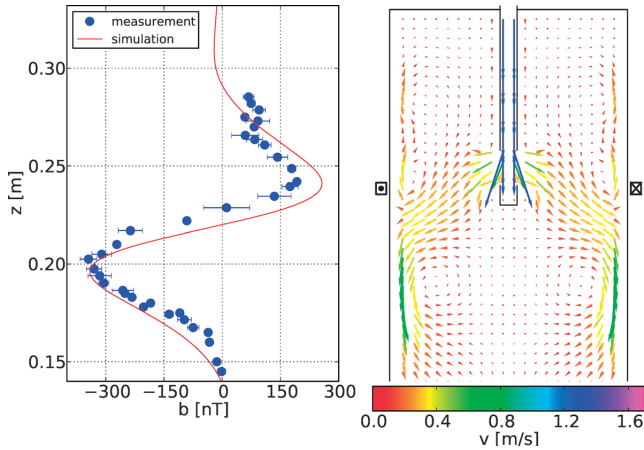 measurement
simulation
0.30
0.25
0.20
0.15
z [m]
−300 −150 0 150 300
b [nT]
0.0 0.4 0.8 1.2 1.6
v [m/s]